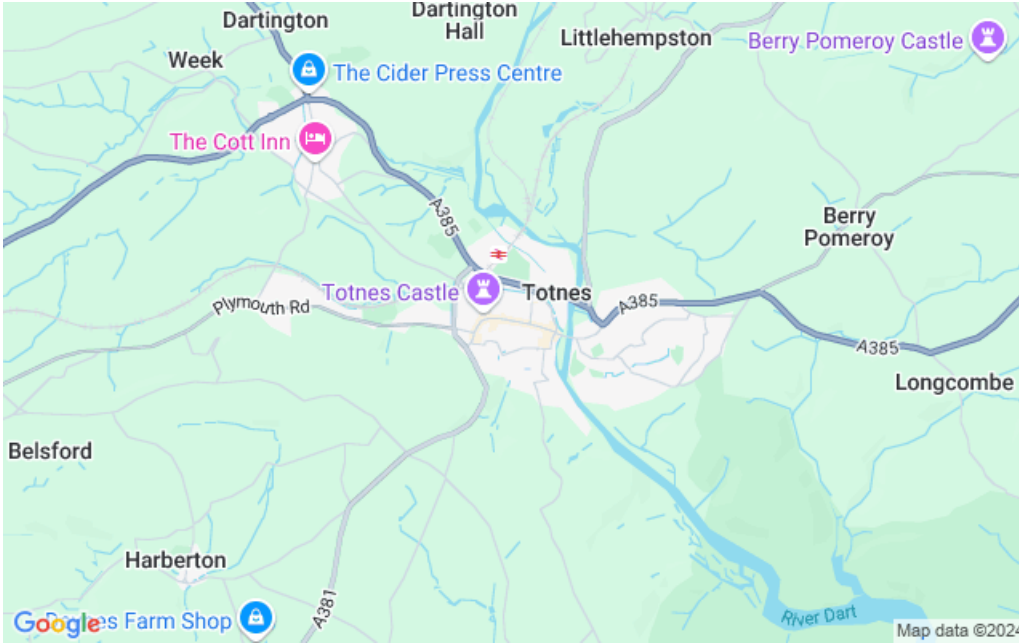 Dartington
Dartington
Hall
Littlehempston
Berry Pomeroy Castle
Week
The Cider Press Centre
The Cott Inn
A385
Berry
Pomeroy
Totnes Castle
Totnes
Plymouth Rd
A385
A385
Longcombe
Belsford
Harberton
A381
Farm Shop
Google
River Dart
Map data ©2024